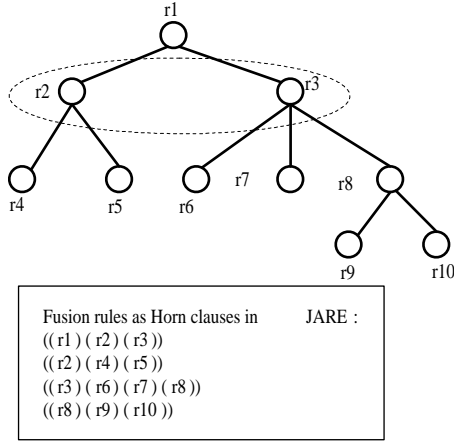 r1
r2
r3
r4
r5
r6
r7
r8
r9
r10
Fusion rules as Horn clauses in JARE :
(( r1 ) ( r2 ) ( r3 ))
(( r2 ) ( r4 ) ( r5 ))
(( r3 ) ( r6 ) ( r7 ) ( r8 ))
(( r8 ) ( r9 ) ( r10 ))